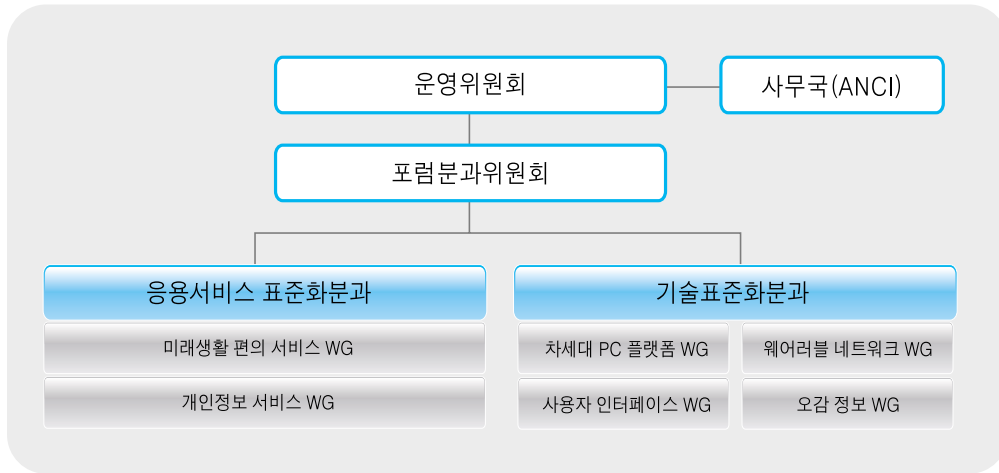 운영위원회
사무국(ANCI)
포럼분과위원회
응용서비스 표준화분과
미래생활 편의 서비스 WG
개인정보 서비스 WG
기술표준화분과
차세대 PC 플랫폼 WG
웨어러블 네트워크 WG
사용자 인터페이스 WG
오감 정보 WG